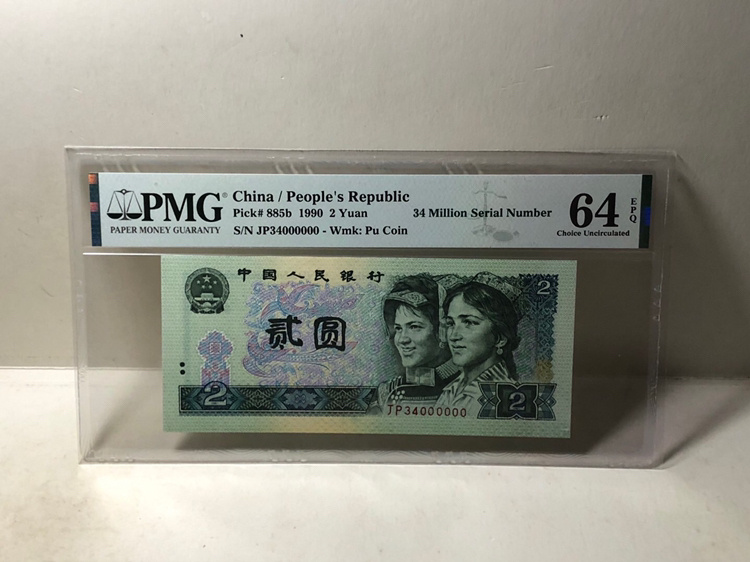 PMG®
PAPER MONEY GUARANTY
China / People's Republic
Pick# 885b 1990 2 Yuan
34 Million Serial Number
S/N JP34000000 - Wmk: Pu Coin
64
EPQ
Choice Uncirculated
中国人民银行
2
贰圆
JP34000000
2
2